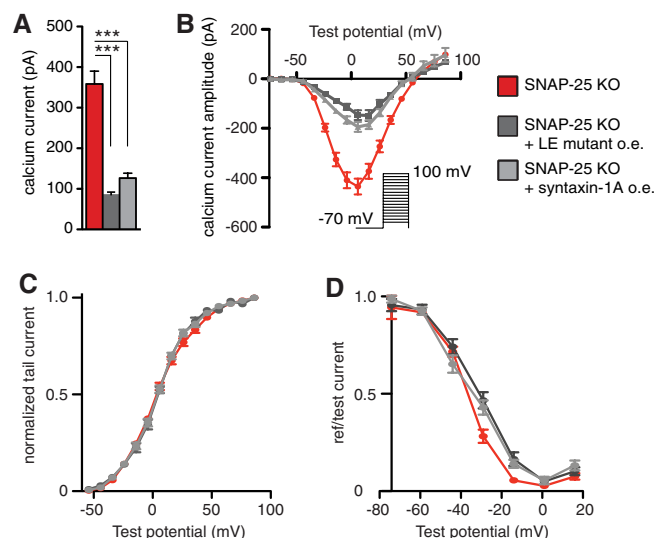 A
calcium current (pA)
500
400
300
200
100
0
***
***
B
calcium current amplitude (pA)
Test potential (mV)
-50
50
100
200
0
-200
-400
-600
100 mV
-70 mV
SNAP-25 KO
SNAP-25 KO
+ LE mutant o.e.
SNAP-25 KO
+ syntaxin-1A o.e.
C
normalized tail current
1.0
0.5
0
-50
0
50
100
Test potential (mV)
D
ref/test current
1.0
0.5
0
-80
-60
-40
-20
0
20
Test potential (mV)